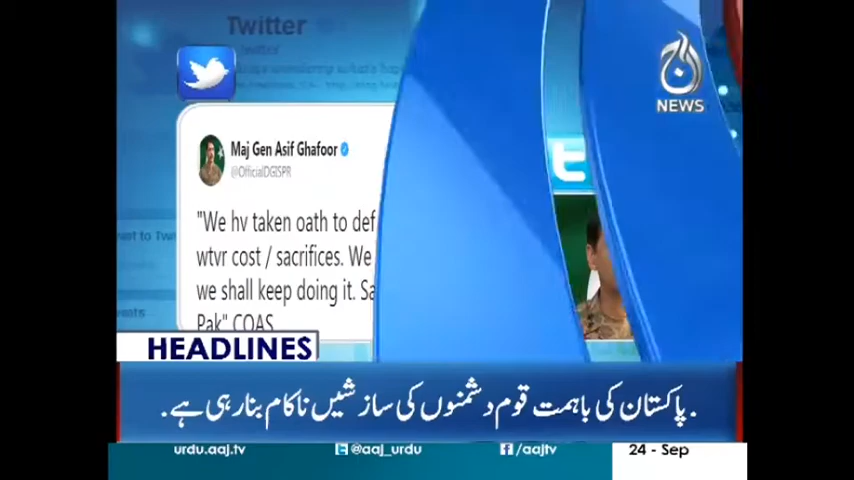 Twitter
NEWS
Maj Gen Asif Ghafoor
@OfficialDGISPR
"We hv taken oath to def
wtvr cost / sacrifices. We
we shall keep doing it. Sa
Pak" COAS
HEADLINES
پاکستان کی باہمت قوم دشمنوں کی سازشیں ناکام بنا رہی ہے۔
urdu.aaj.tv
@aaj_urdu
/aajtv
24 - Sep